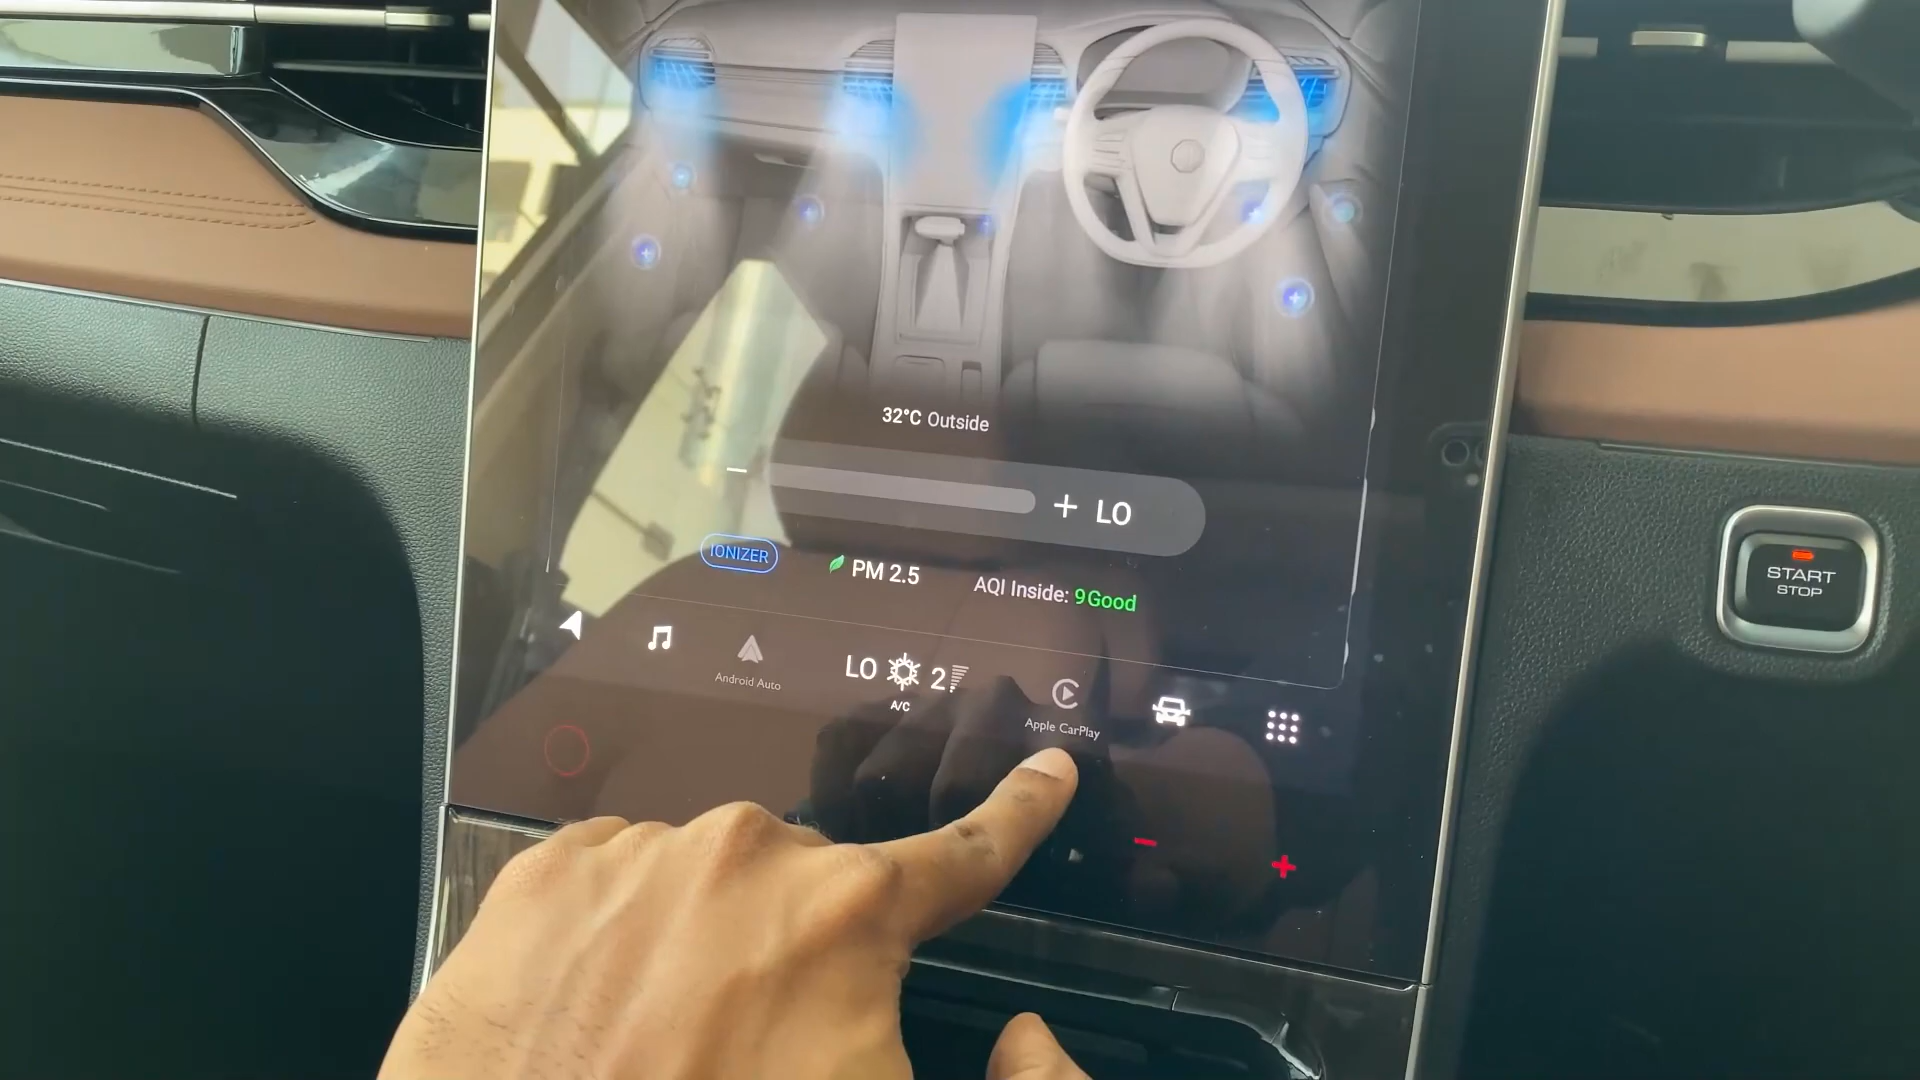 32°C Outside
− + LO
IONIZER
PM 2.5
AQI Inside: 9Good
Android Auto
LO 2
A/C
Apple CarPlay
− +
START
STOP